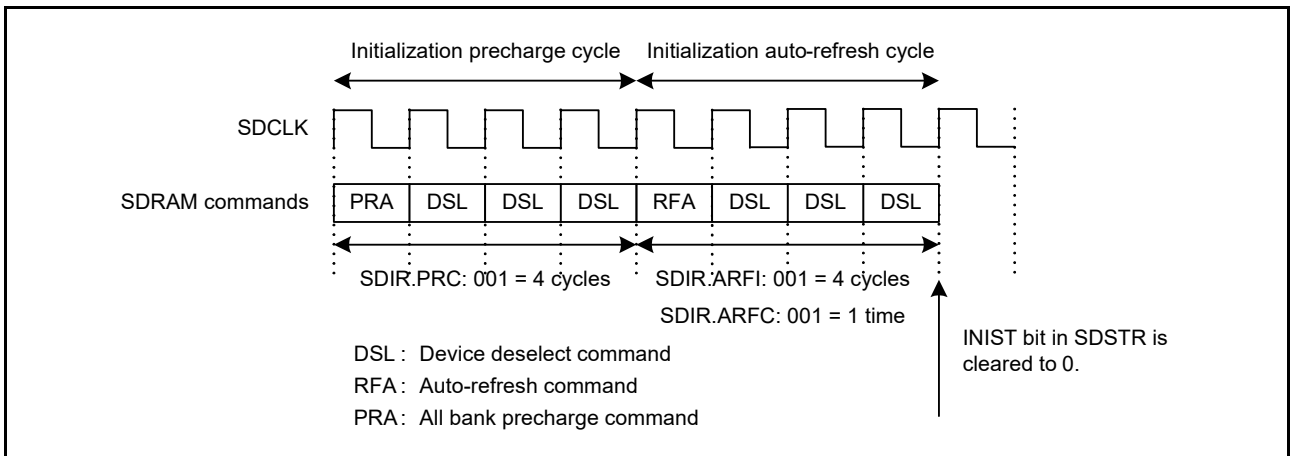 Initialization precharge cycle Initialization auto-refresh cycle
SDCLK
SDRAM commands PRA DSL DSL DSL RFA DSL DSL DSL
SDIR.PRC: 001 = 4 cycles SDIR.ARFI: 001 = 4 cycles
SDIR.ARFC: 001 = 1 time
INIST bit in SDSTR is
cleared to 0.
DSL : Device deselect command
RFA : Auto-refresh command
PRA : All bank precharge command